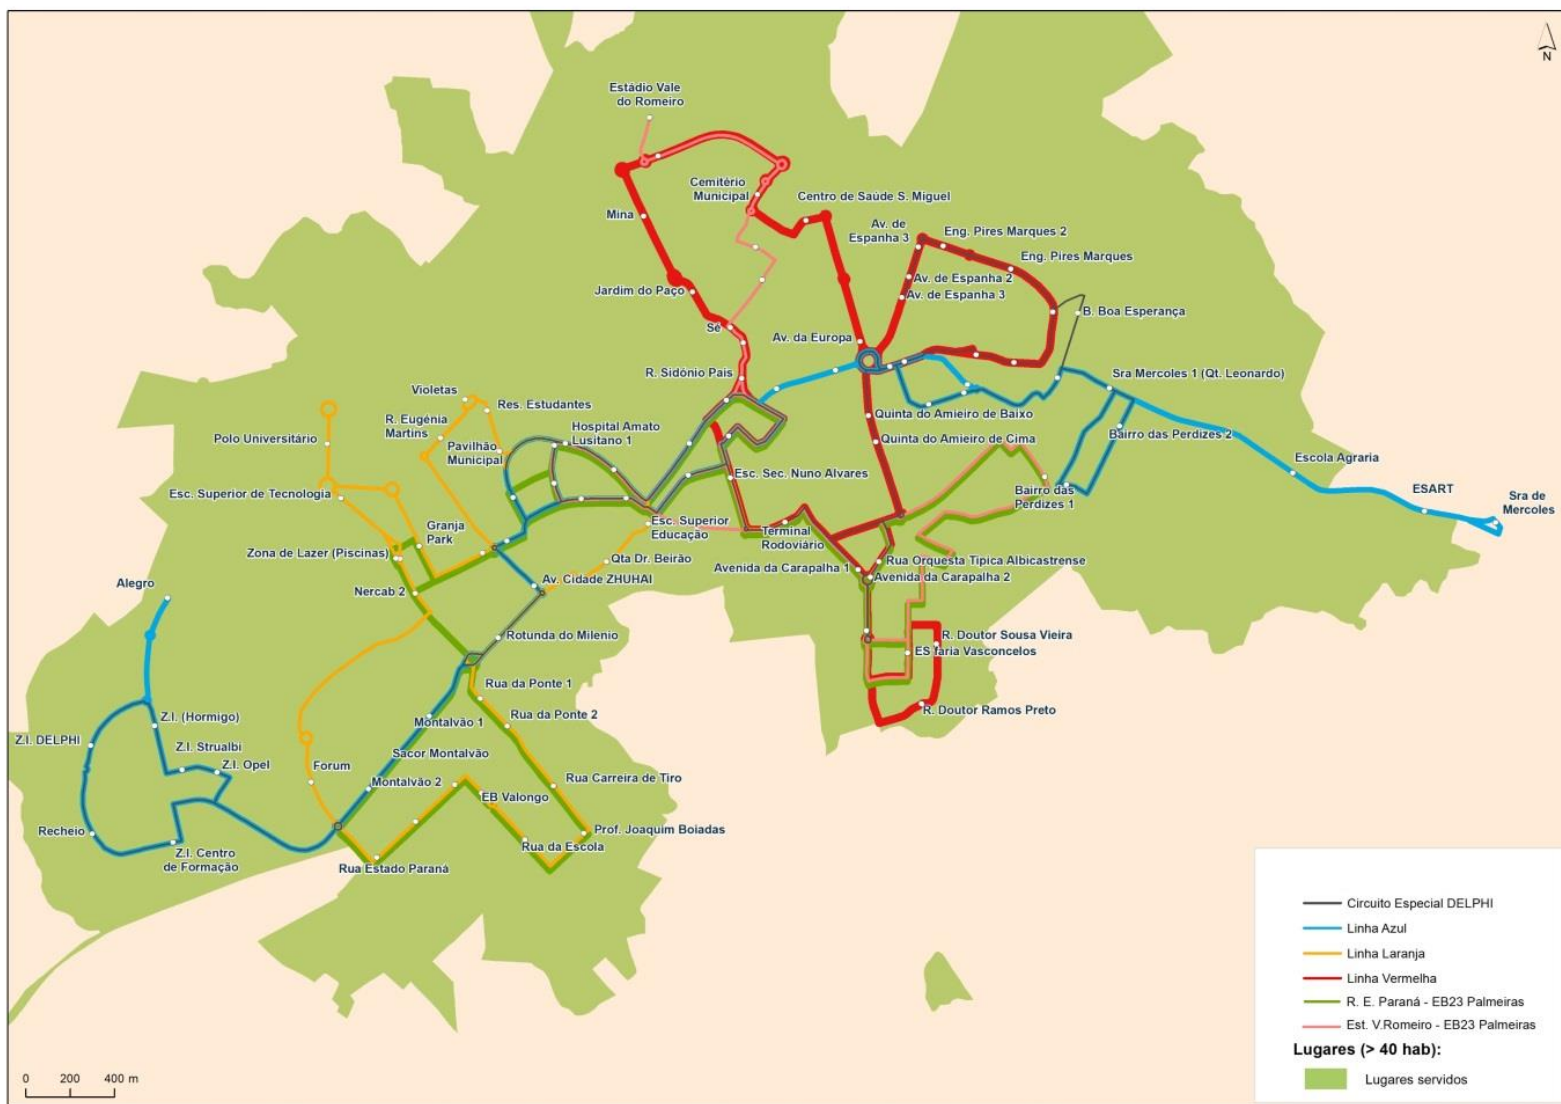 N
Estádio Vale
do Romeiro
Cemitério
Municipal
Centro de Saúde S. Miguel
Mina
Av. de
Espanha 3
Eng. Pires Marques 2
Eng. Pires Marques
Av. de Espanha 2
Jardim do Paço
Av. de Espanha 3
B. Boa Esperança
Sé
Av. da Europa
R. Sidónio Pais
Sra Mercoles 1 (Qt. Leonardo)
Violetas
Res. Estudantes
R. Eugénia
Martins
Quinta do Amieiro de Baixo
Hospital Amato
Lusitano 1
Bairro das Perdizes 2
Polo Universitário
Pavilhão
Municipal
Quinta do Amieiro de Cima
Escola Agraria
Esc. Sec. Nuno Alvares
Esc. Superior de Tecnologia
Bairro das
Perdizes 1
ESART
Sra de
Mercoles
Esc. Superior
Educação
Terminal
Rodoviário
Granja
Park
Zona de Lazer (Piscinas)
Qta Dr. Beirão
Rua Orquesta Tipica Albicastrense
Avenida da Carapalha 1
Avenida da Carapalha 2
Alegro
Av. Cidade ZHUHAI
Nercab 2
Rotunda do Milenio
R. Doutor Sousa Vieira
ES faria Vasconcelos
Rua da Ponte 1
R. Doutor Ramos Preto
Z.I. (Hormigo)
Montalvão 1
Rua da Ponte 2
Z.I. DELPHI
Z.I. Strualbi
Sacor Montalvão
Z.I. Opel
Forum
Montalvão 2
Rua Carreira de Tiro
EB Valongo
Recheio
Prof. Joaquim Boiadas
Rua da Escola
Z.I. Centro
de Formação
Rua Estado Paraná
Circuito Especial DELPHI
Linha Azul
Linha Laranja
Linha Vermelha
R. E. Paraná - EB23 Palmeiras
Est. V.Romeiro - EB23 Palmeiras
Lugares (> 40 hab):
Lugares servidos
0 200 400 m